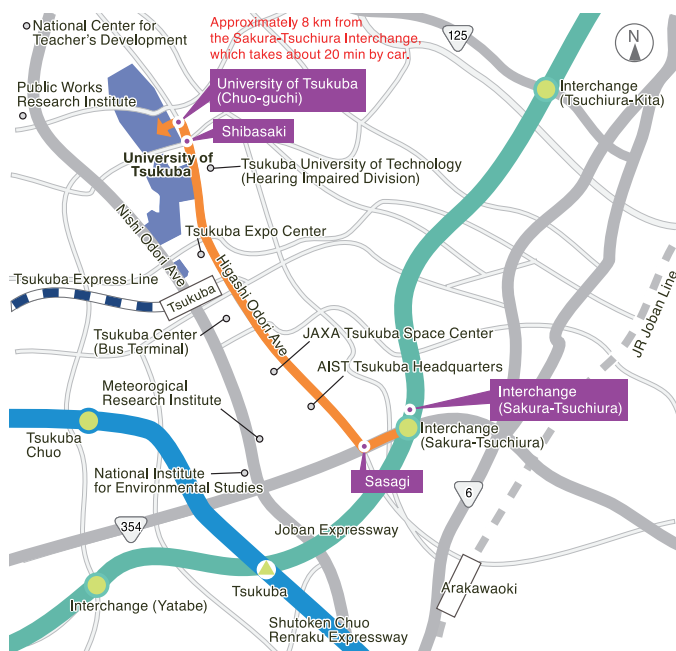 National Center for
Teacher's Development
Approximately 8 km from
the Sakura-Tsuchiura Interchange,
which takes about 20 min by car.
125
N
Public Works
Research Institute
University of Tsukuba
(Chuo-guchi)
Interchange
(Tsuchiura-Kita)
Shibasaki
University of
Tsukuba
Tsukuba University of Technology
(Hearing Impaired Division)
Nishi Odori Ave
Tsukuba Expo Center
Higashi Odori Ave
Tsukuba Express Line
Tsukuba
JR Joban Line
Tsukuba Center
(Bus Terminal)
JAXA Tsukuba Space Center
AIST Tsukuba Headquarters
Meteorogical
Research Institute
Interchange
(Sakura-Tsuchiura)
Interchange
(Sakura-Tsuchiura)
Tsukuba
Chuo
National Institute
for Environmental Studies
Sasagi
6
354
Joban Expressway
Arakawaoki
Interchange (Yatabe)
Tsukuba
Shutoken Chuo
Renraku Expressway